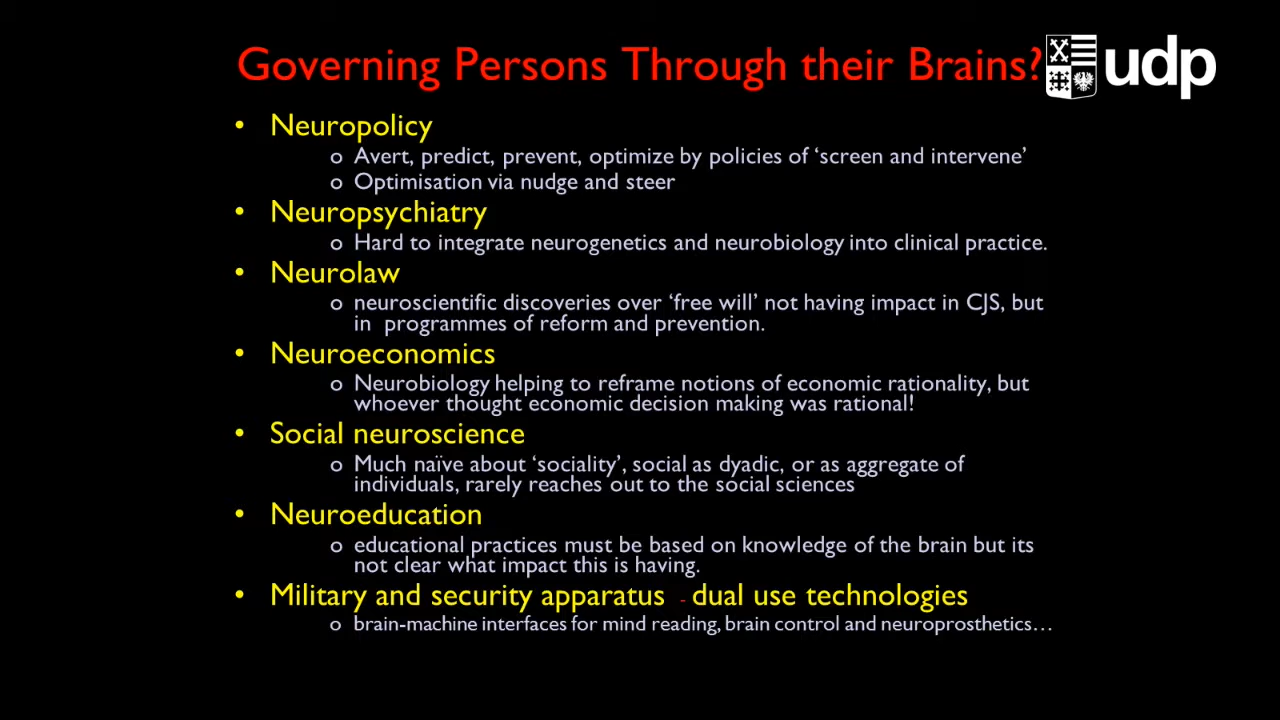 Governing Persons Through their Brains?
udp
• Neuropolicy
o Avert, predict, prevent, optimize by policies of ‘screen and intervene’
o Optimisation via nudge and steer
• Neuropsychiatry
o Hard to integrate neurogenetics and neurobiology into clinical practice.
• Neurolaw
o neuroscientific discoveries over ‘free will’ not having impact in CJS, but
in programmes of reform and prevention.
• Neuroeconomics
o Neurobiology helping to reframe notions of economic rationality, but
whoever thought economic decision making was rational!
• Social neuroscience
o Much naïve about ‘sociality’, social as dyadic, or as aggregate of
individuals, rarely reaches out to the social sciences
• Neuroeducation
o educational practices must be based on knowledge of the brain but its
not clear what impact this is having.
• Military and security apparatus - dual use technologies
o brain-machine interfaces for mind reading, brain control and neuroprosthetics…